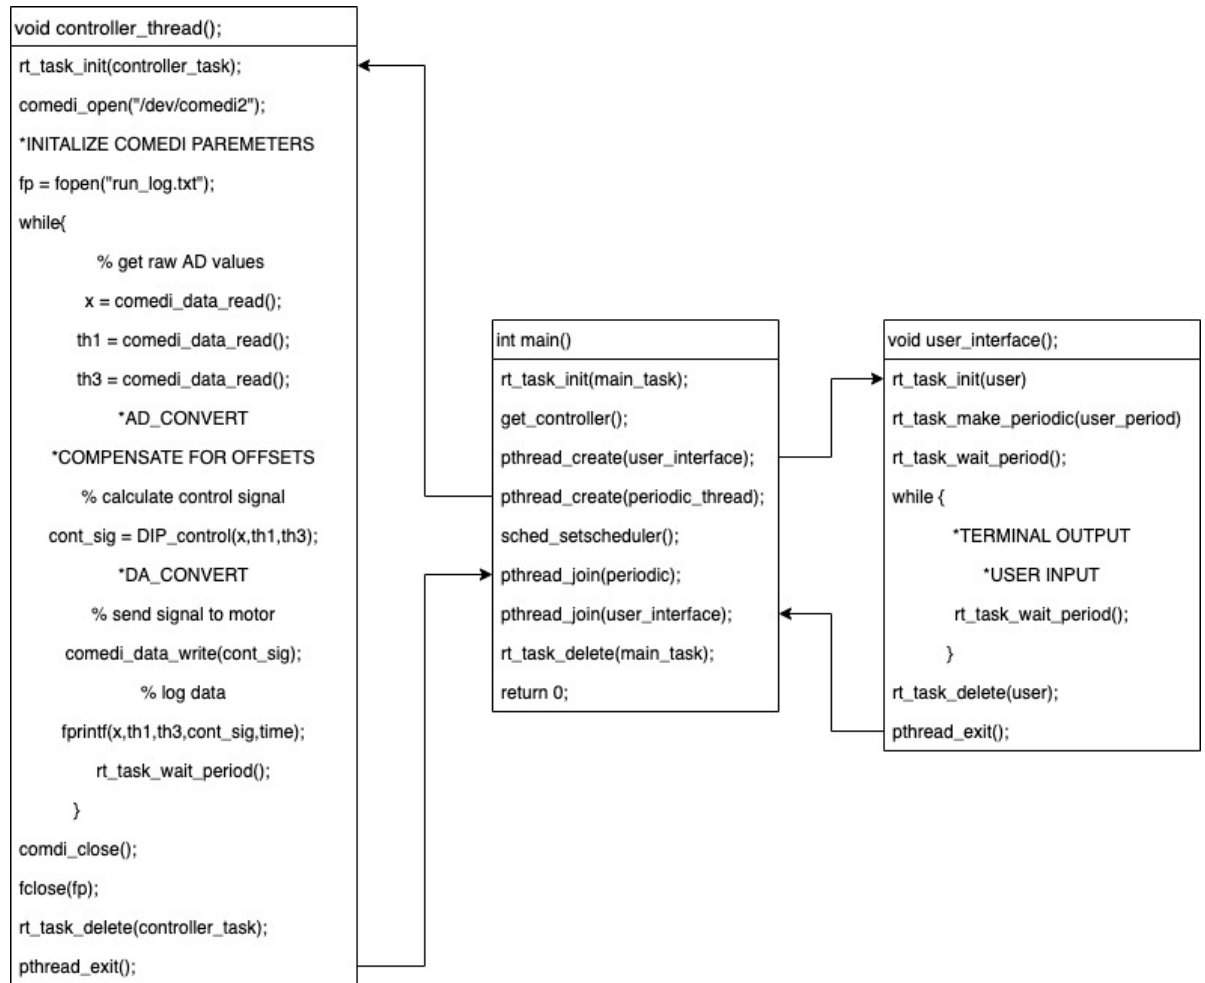 void controller_thread();
rt_task_init(controller_task);
comedi_open("/dev/comedi2");
*INITALIZE COMEDI PAREMETERS
fp = fopen("run_log.txt");
while{
% get raw AD values
x = comedi_data_read();
th1 = comedi_data_read();
th3 = comedi_data_read();
*AD_CONVERT
*COMPENSATE FOR OFFSETS
% calculate control signal
cont_sig = DIP_control(x,th1,th3);
*DA_CONVERT
% send signal to motor
comedi_data_write(cont_sig);
% log data
fprintf(x,th1,th3,cont_sig,time);
rt_task_wait_period();
}
comdi_close();
fclose(fp);
rt_task_delete(controller_task);
pthread_exit();
int main()
rt_task_init(main_task);
get_controller();
pthread_create(user_interface);
pthread_create(periodic_thread);
sched_setscheduler();
pthread_join(periodic);
pthread_join(user_interface);
rt_task_delete(main_task);
return 0;
void user_interface();
rt_task_init(user)
rt_task_make_periodic(user_period)
rt_task_wait_period();
while {
*TERMINAL OUTPUT
*USER INPUT
rt_task_wait_period();
}
rt_task_delete(user);
pthread_exit();